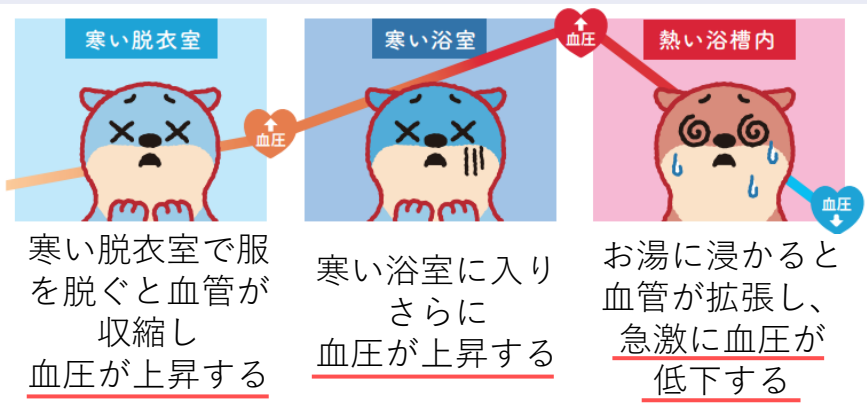 寒い脱衣室
寒い浴室
熱い浴槽内
↑
血圧
↑
血圧
血圧
↓
寒い脱衣室で服
を脱ぐと血管が
収縮し
血圧が上昇する
寒い浴室に入り
さらに
血圧が上昇する
お湯に浸かると
血管が拡張し、
急激に血圧が
低下する